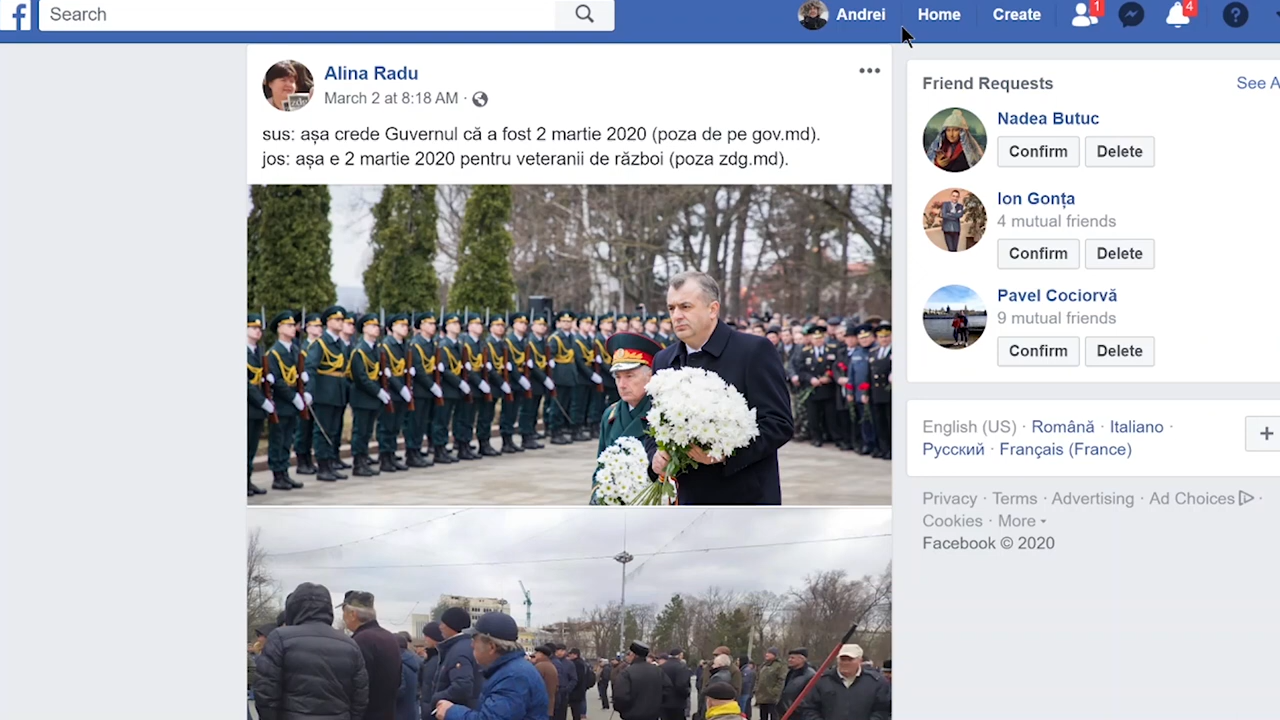 f
Search
Andrei
Home
Create
1
4
?
Alina Radu
March 2 at 8:18 AM ·
sus: așa crede Guvernul că a fost 2 martie 2020 (poza de pe gov.md).
jos: așa e 2 martie 2020 pentru veteranii de război (poza zdg.md).
Friend Requests
See A
Nadea Butuc
Confirm
Delete
Ion Gonța
4 mutual friends
Confirm
Delete
Pavel Cociorvă
9 mutual friends
Confirm
Delete
English (US) · Română · Italiano ·
Русский · Français (France)
+
Privacy · Terms · Advertising · Ad Choices ·
Cookies · More
Facebook © 2020